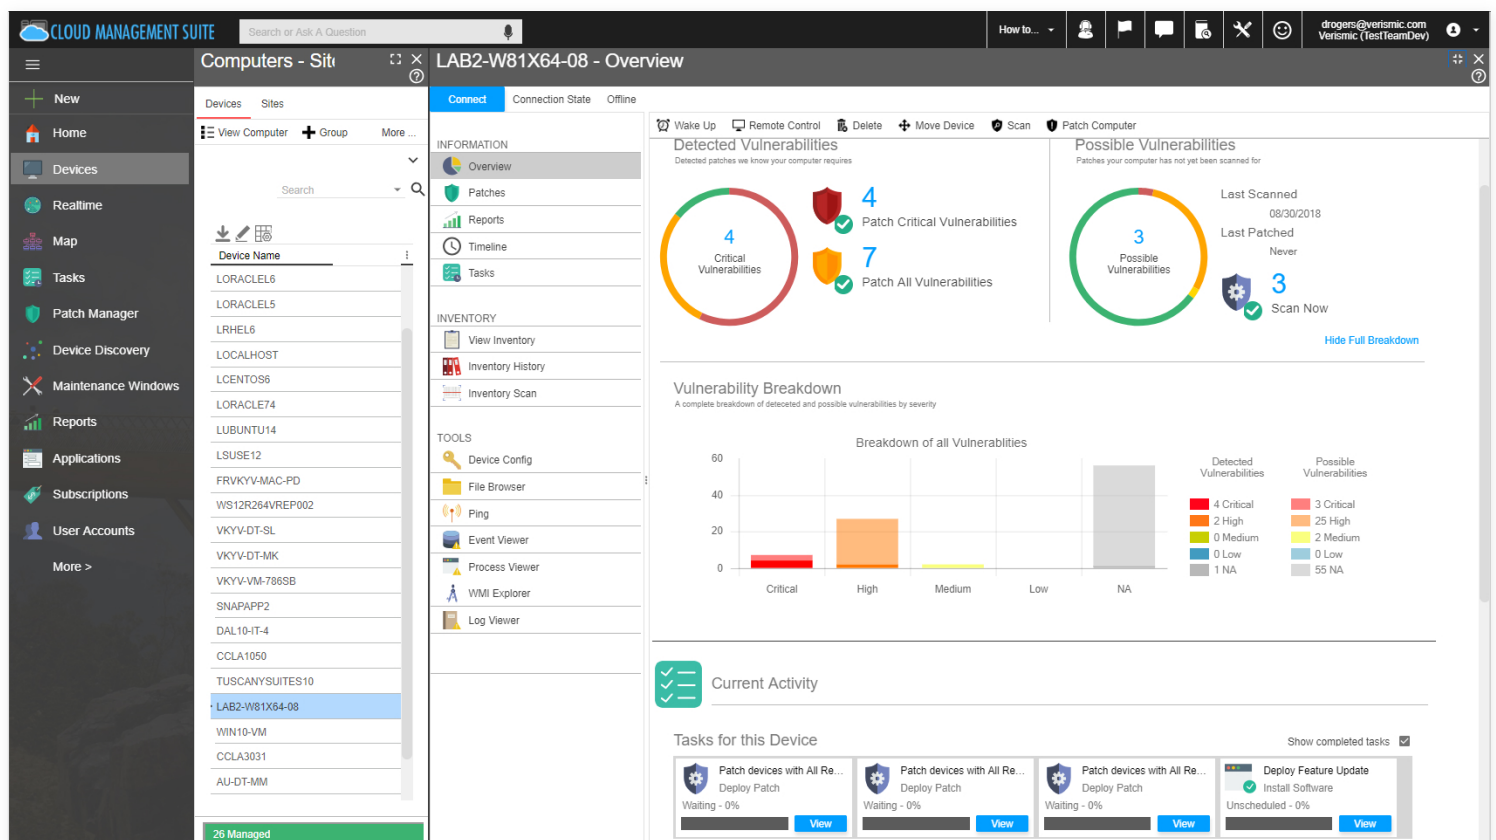 CLOUD MANAGEMENT SUITE
Search or Ask A Question
How to...
drogers@verismic.com
Verismic (TestTeamDev)
New
Home
Devices
Realtime
Map
Tasks
Patch Manager
Device Discovery
Maintenance Windows
Reports
Applications
Subscriptions
User Accounts
More >
Computers - Site
Devices Sites
View Computer Group More ...
Search
Device Name
LORACLEL6
LORACLEL5
LRHEL6
LOCALHOST
LCENTOS6
LORACLE74
LUBUNTU14
LSUSE12
FRVKYV-MAC-PD
WS12R264VREP002
VKYV-DT-SL
VKYV-DT-MK
VKYV-VM-786SB
SNAPAPP2
DAL10-IT-4
CCLA1050
TUSCANYSUITES10
LAB2-W81X64-08
WIN10-VM
CCLA3031
AU-DT-MM
26 Managed
LAB2-W81X64-08 - Overview
Connect Connection State Offline
INFORMATION
Overview
Patches
Reports
Timeline
Tasks
INVENTORY
View Inventory
Inventory History
Inventory Scan
TOOLS
Device Config
File Browser
Ping
Event Viewer
Process Viewer
WMI Explorer
Log Viewer
Wake Up Remote Control Delete Move Device Scan Patch Computer
Detected Vulnerabilities
Detected patches we know your computer requires
4
Critical
Vulnerabilities
4
Patch Critical Vulnerabilities
7
Patch All Vulnerabilities
Possible Vulnerabilities
Patches your computer has not yet been scanned for
3
Possible
Vulnerabilities
Last Scanned
08/30/2018
Last Patched
Never
3
Scan Now
Hide Full Breakdown
Vulnerability Breakdown
A complete breakdown of deteceted and possible vulnerabilities by severity
Breakdown of all Vulnerablities
60
40
20
0
Critical High Medium Low NA
Detected
Vulnerabilities
4 Critical
2 High
0 Medium
0 Low
1 NA
Possible
Vulnerabilities
3 Critical
25 High
2 Medium
0 Low
55 NA
Current Activity
Tasks for this Device
Show completed tasks
Patch devices with All Re...
Deploy Patch
Waiting - 0%
View
Patch devices with All Re...
Deploy Patch
Waiting - 0%
View
Patch devices with All Re...
Deploy Patch
Waiting - 0%
View
Deploy Feature Update
Install Software
Unscheduled - 0%
View